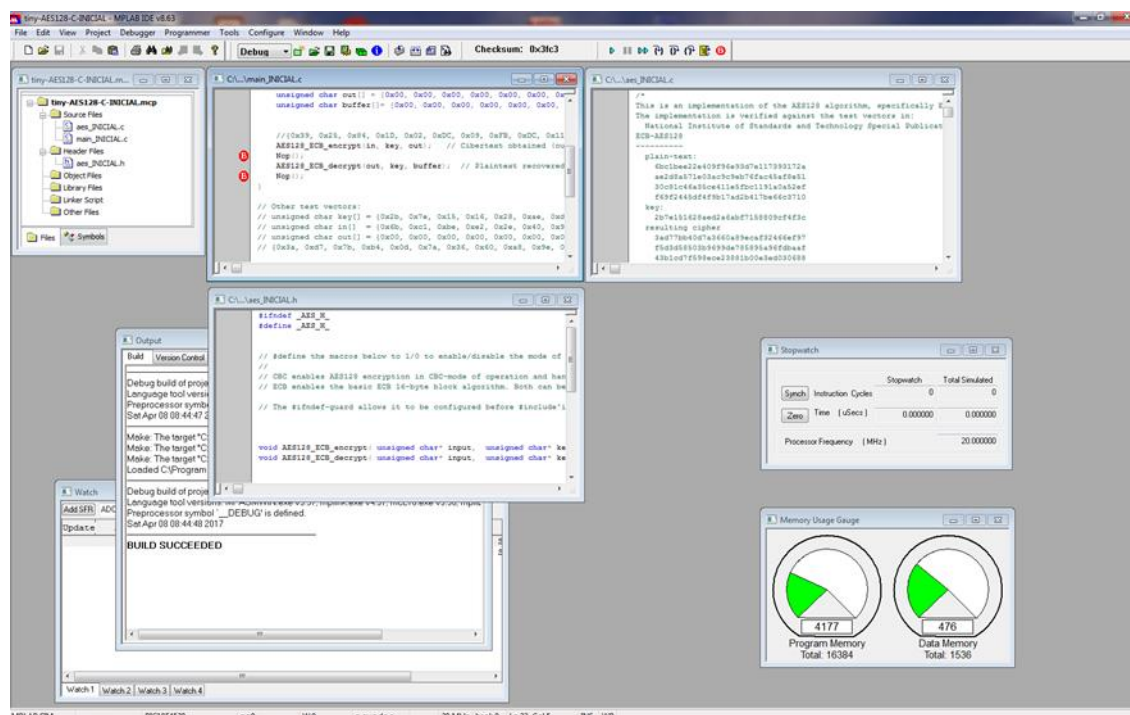 tiny-AES128-C-INICIAL - MPLAB IDE v8.63
File Edit View Project Debugger Programmer Tools Configure Window Help
Debug Checksum: 0x3fc3
tiny-AES128-C-INICIAL.m...
tiny-AES128-C-INICIAL.mcp
Source Files
aes_INICIAL.c
main_INICIAL.c
Header Files
aes_INICIAL.h
Object Files
Library Files
Linker Script
Other Files
Files Symbols
C:\...\main_INICIAL.c
unsigned char out[] = {0x00, 0x00, 0x00, 0x00, 0x00, 0x00, 0x
unsigned char buffer[]= {0x00, 0x00, 0x00, 0x00, 0x00, 0x00,
//{0x39, 0x25, 0x84, 0x1D, 0x02, 0xDC, 0x09, 0xFB, 0xDC, 0x11
AES128_ECB_encrypt(in, key, out); // Cibertext obtained (ou
Nop();
AES128_ECB_decrypt(out, key, buffer); // Plaintext recovered
Nop();
}
// Other test vectors:
// unsigned char key[] = {0x2b, 0x7e, 0x15, 0x16, 0x28, 0xae, 0xd
// unsigned char in[] = {0x6b, 0xc1, 0xbe, 0xe2, 0x2e, 0x40, 0x9
// unsigned char out[] = {0x00, 0x00, 0x00, 0x00, 0x00, 0x00, 0x0
// {0x3a, 0xd7, 0x7b, 0xb4, 0x0d, 0x7a, 0x36, 0x60, 0xa8, 0x9e, 0
C:\...\aes_INICIAL.c
/*
This is an implementation of the AES128 algorithm, specifically E
The implementation is verified against the test vectors in:
National Institute of Standards and Technology Special Publicat
ECB-AES128
----------
plain-text:
6bc1bee22e409f96e93d7e117393172a
ae2d8a571e03ac9c9eb76fac45af8e51
30c81c46a35ce411e5fbc1191a0a52ef
f69f2445df4f9b17ad2b417be66c3710
key:
2b7e151628aed2a6abf7158809cf4f3c
resulting cipher
3ad77bb40d7a3660a89ecaf32466ef97
f5d3d58503b9699de785895a96fdbaaf
43b1cd7f598ece23881b00e3ed030688
C:\...\aes_INICIAL.h
#ifndef _AES_H_
#define _AES_H_
// #define the macros below to 1/0 to enable/disable the mode of
//
// CBC enables AES128 encryption in CBC-mode of operation and han
// ECB enables the basic ECB 16-byte block algorithm. Both can be
// The #ifndef-guard allows it to be configured before #include'i
void AES128_ECB_encrypt( unsigned char* input, unsigned char* ke
void AES128_ECB_decrypt( unsigned char* input, unsigned char* ke
Output
Build Version Control
Debug build of proje
Language tool versi
Preprocessor symbol
Sat Apr 08 08:44:47 2
Make: The target "C:
Make: The target "C:
Make: The target "C:
Loaded C:\Program
Debug build of proje
Preprocessor symbol '__DEBUG' is defined.
Sat Apr 08 08:44:48 2017
BUILD SUCCEEDED
Watch
Add SFR ADC
Update
Watch 1 Watch 2 Watch 3 Watch 4
Stopwatch
Stopwatch Total Simulated
Synch Instruction Cycles 0 0
Zero Time (uSecs) 0.000000 0.000000
Processor Frequency (MHz) 20.000000
Memory Usage Gauge
4177 476
Program Memory Data Memory
Total: 16384 Total: 1536